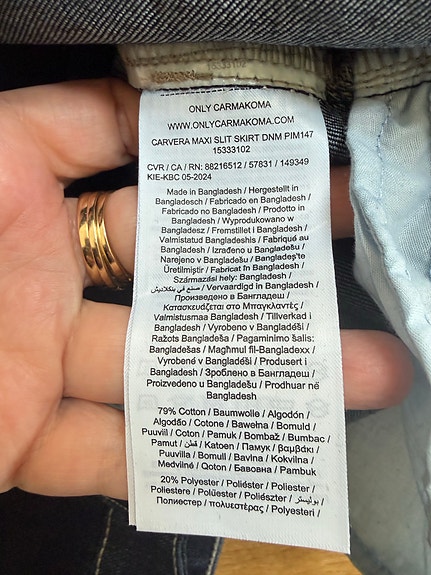 15333102
ONLY CARMAKOMA
WWW.ONLYCARMAKOMA.COM
CARVERA MAXI SLIT SKIRT DNM PIM147
15333102
CVR / CA / RN: 88216512 / 57831 / 149349
KIE-KBC 05-2024
Made in Bangladesh / Hergestellt in
Bangladesch / Fabricado en Bangladesh /
Fabricado no Bangladesh / Prodotto in
Bangladesh / Wyprodukowano w
Bangladesz / Fremstillet i Bangladesh /
Valmistatud Bangladeshis / Fabriqué au
Bangladesh / Izrađeno u Bangladešu /
Narejeno v Bangladešu / Bangladeş'te
Üretilmiştir / Fabricat în Bangladesh /
Származási hely: Bangladesh /
صنع في بنگلاديش / Vervaardigd in Bangladesh /
Произведено в Бангладеш /
Κατασκευάζεται στο Μπαγκλαντές /
Valmistusmaa Bangladesh / Tillverkad i
Bangladesh / Vyrobeno v Bangladéši /
Ražots Bangladeša / Pagaminimo šalis:
Bangladešas / Magħmul fil-Bangladexx /
Vyrobené v Bangladéši / Produsert i
Bangladesh / Зроблено в Бангладеш /
Proizvedeno u Bangladešu / Prodhuar në
Bangladesh
79% Cotton / Baumwolle / Algodón /
Algodão / Cotone / Bawełna / Bomuld /
Puuvill / Coton / Pamuk / Bombaž / Bumbac /
Pamut / قطن / Katoen / Памук / βαμβάκι /
Puuvilla / Bomull / Bavlna / Kokvilna /
Medvilnė / Qoton / Бавовна / Pambuk
20% Polyester / Poliéster / Poliester /
Poliestere / Polüester / Poliészter / بوليستر /
Полиестер / πολυεστέρας / Polyesteri /